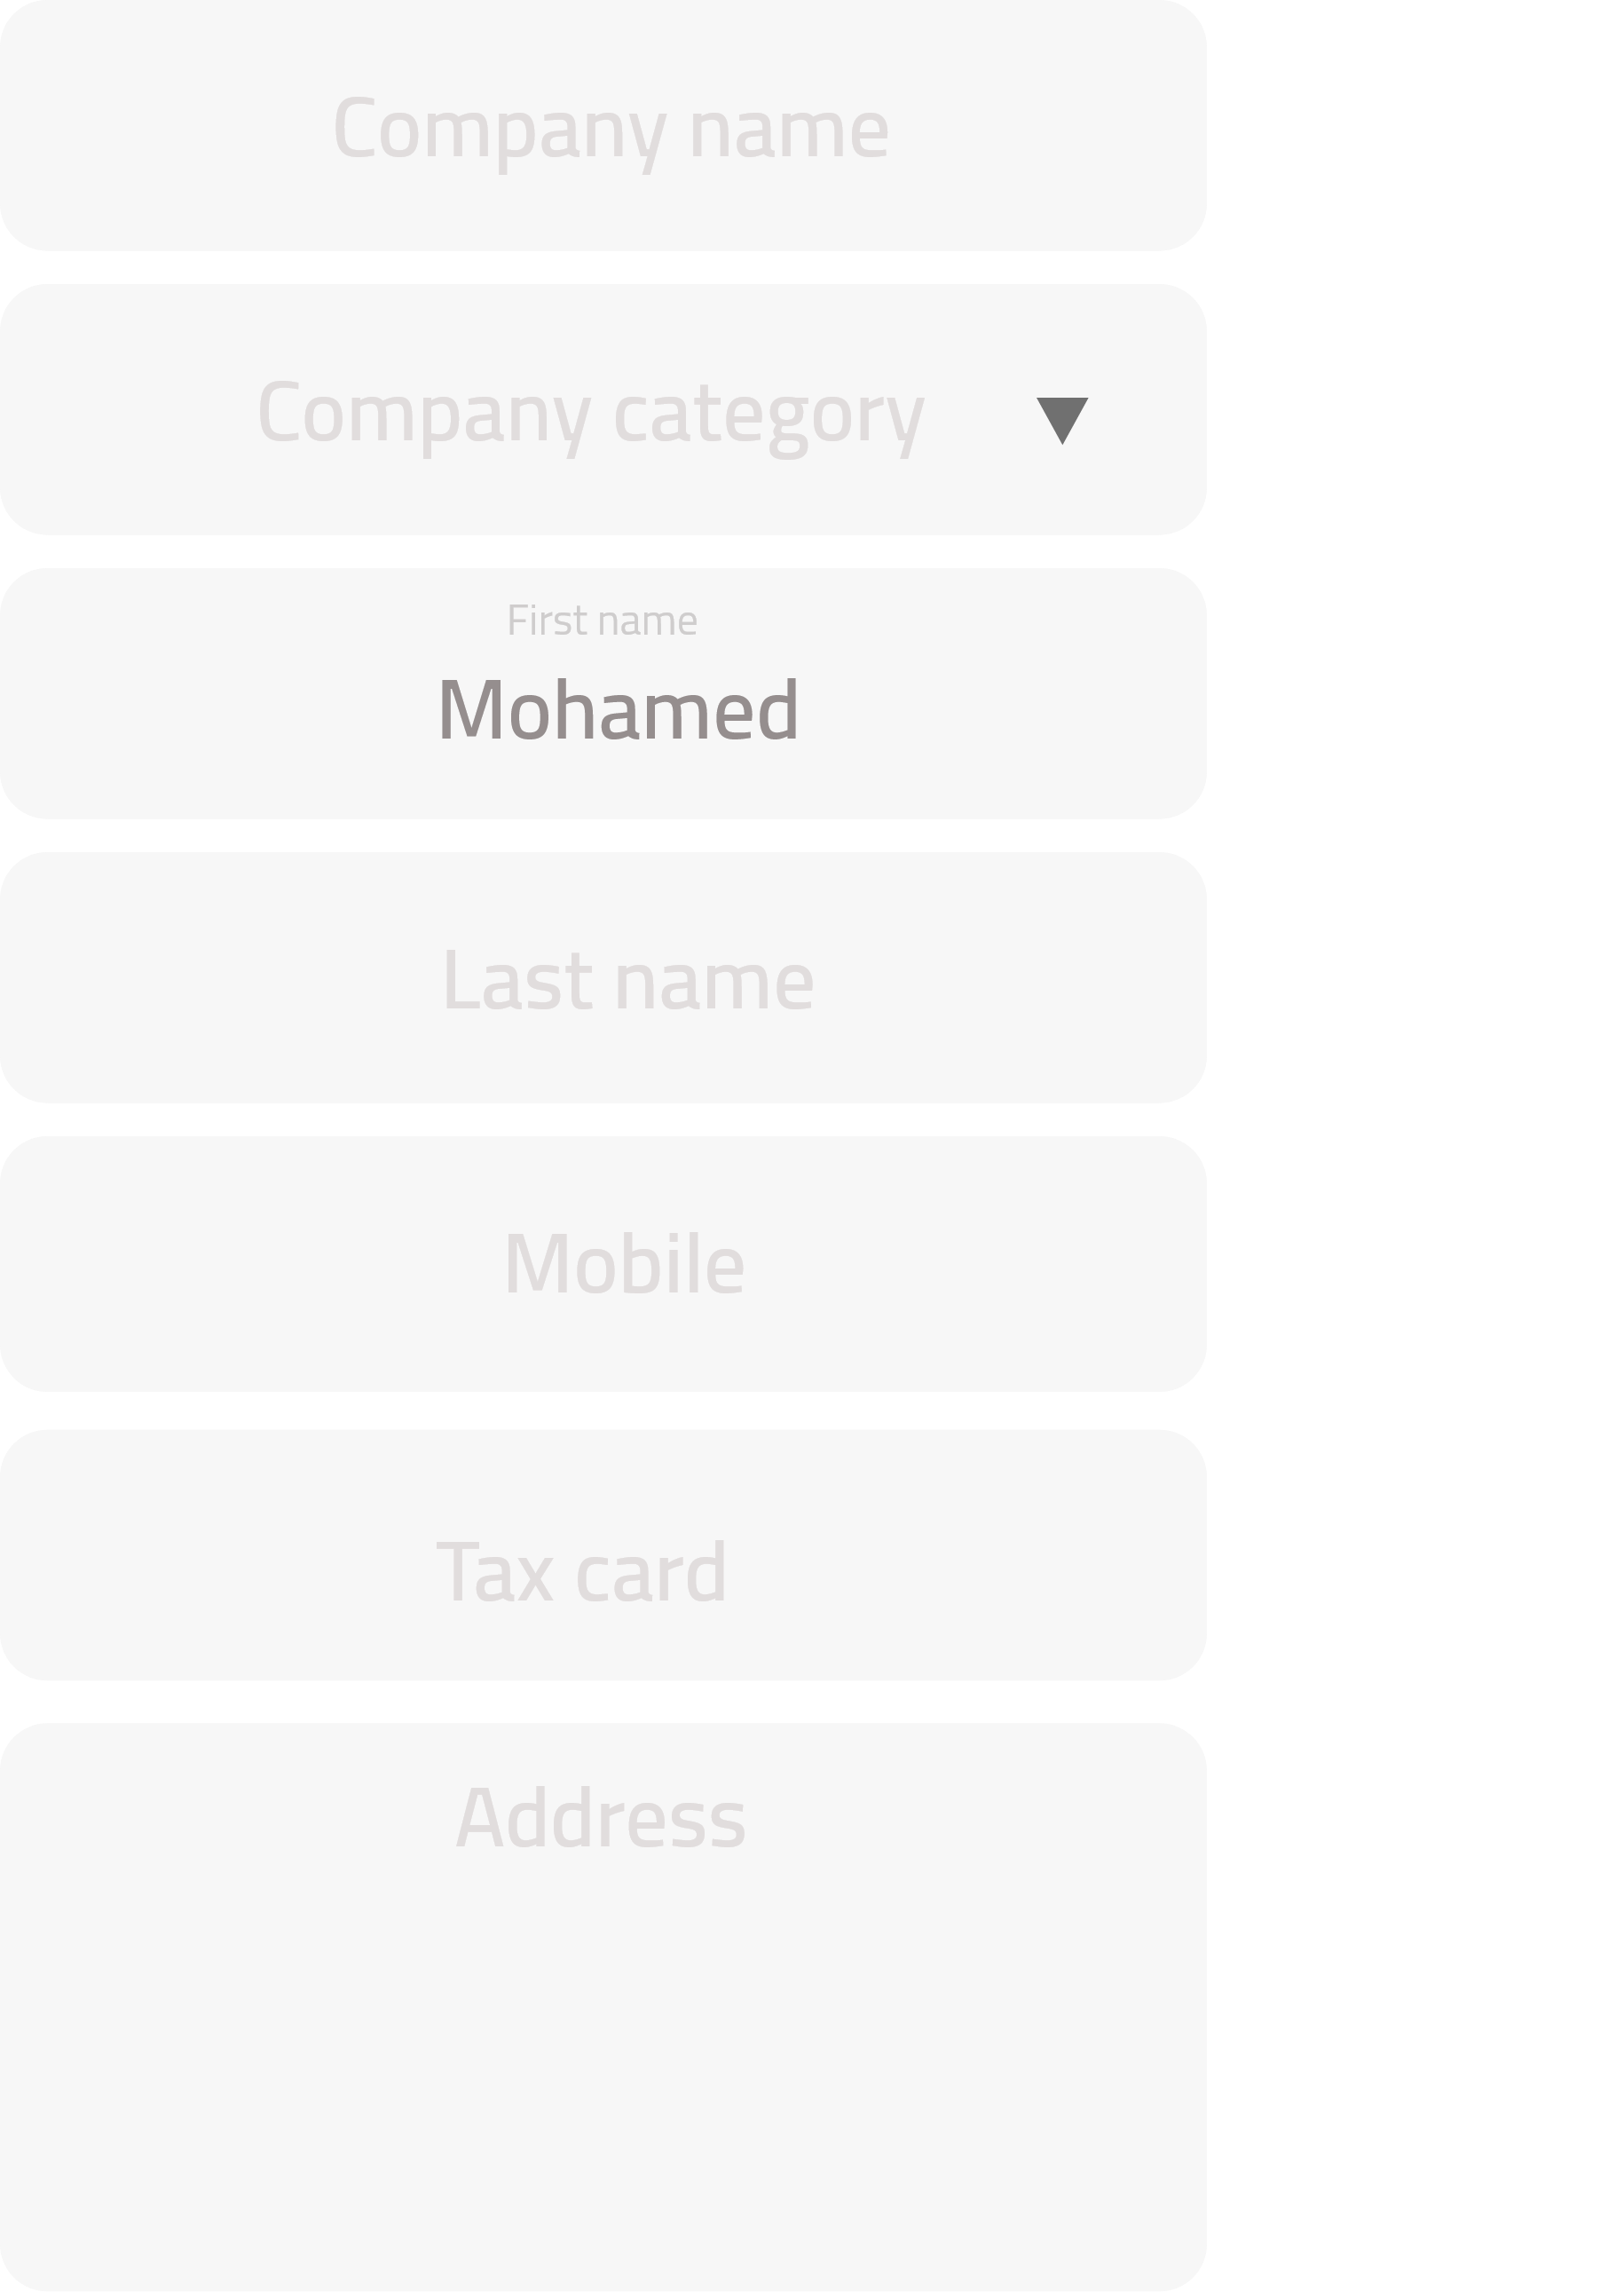 Company name
Company category
First name
Mohamed
Last name
Mobile
Tax card
Address